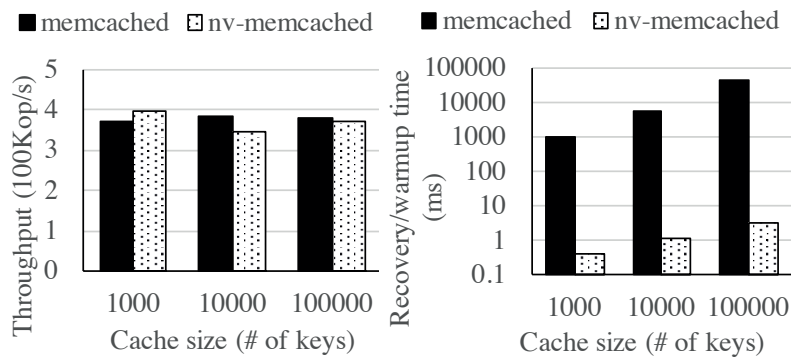 memcached nv-memcached
Throughput (100Kop/s)
5
4
3
2
1
0
1000 10000 100000
Cache size (# of keys)
memcached nv-memcached
Recovery/warmup time
(ms)
100000
10000
1000
100
10
1
0.1
1000 10000 100000
Cache size (# of keys)